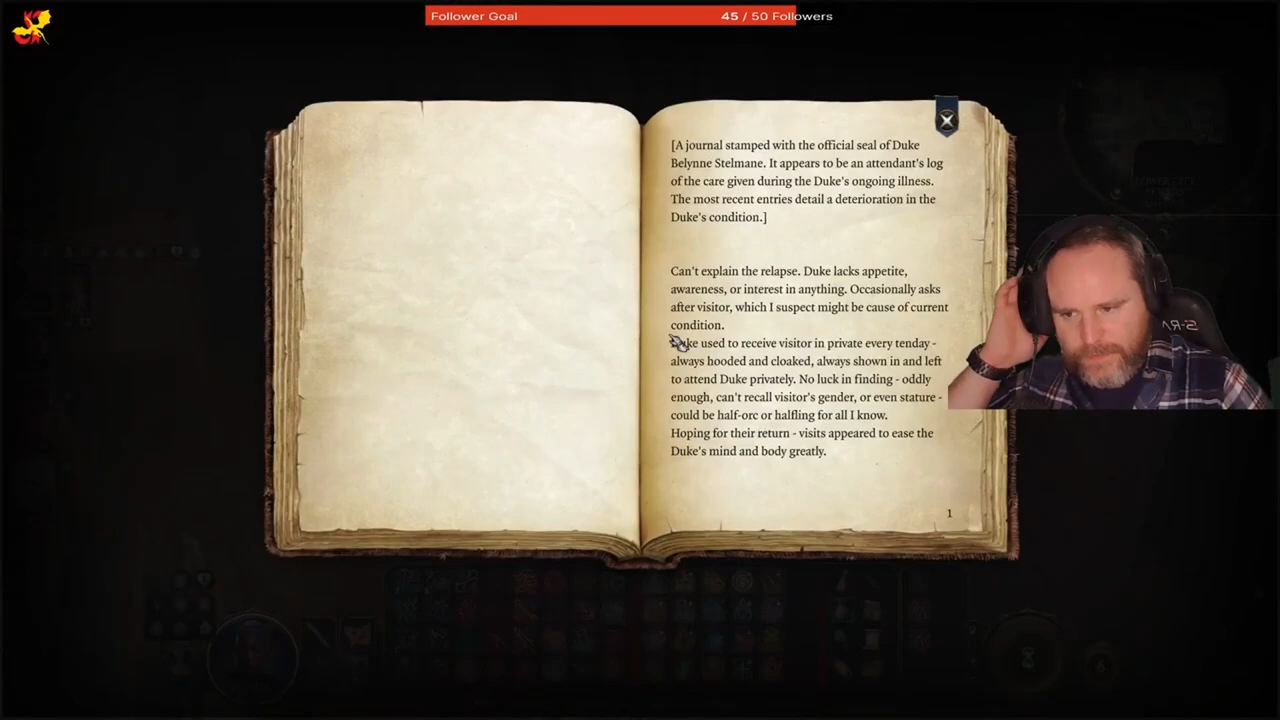 Follower Goal
45 / 50 Followers
[A journal stamped with the official seal of Duke
Belynne Stelmane. It appears to be an attendant's log
of the care given during the Duke's ongoing illness.
The most recent entries detail a deterioration in the
Duke's condition.]
Can't explain the relapse. Duke lacks appetite,
awareness, or interest in anything. Occasionally asks
after visitor, which I suspect might be cause of current
condition.
Duke used to receive visitor in private every tenday -
always hooded and cloaked, always shown in and left
to attend Duke privately. No luck in finding - oddly
enough, can't recall visitor's gender, or even stature -
could be half-orc or halfling for all I know.
Hoping for their return - visits appeared to ease the
Duke's mind and body greatly.
1